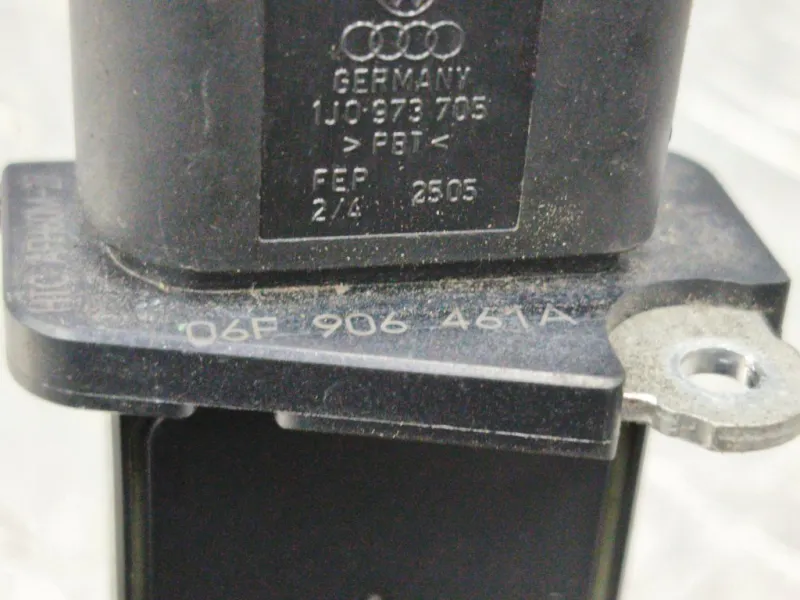 GERMANY
1J0 973 705
> PBT <
FEP 2505
2/4
06F 906 461A